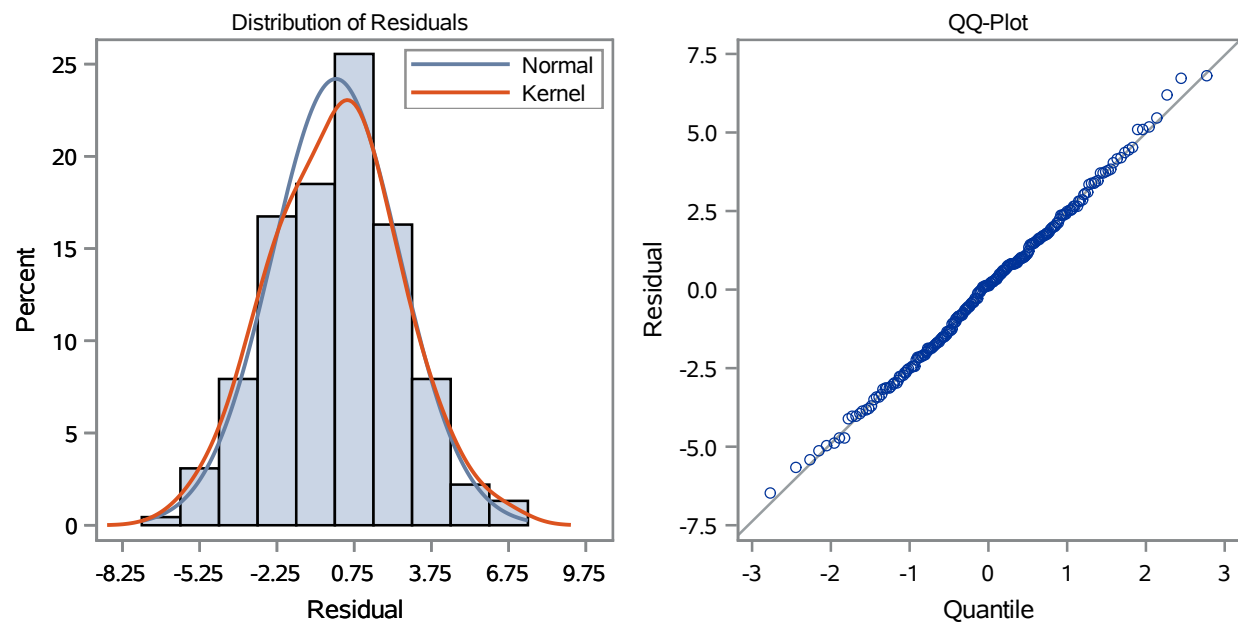 Distribution of Residuals
25
20
15
10
5
0
Percent
Normal
Kernel
-8.25 -5.25 -2.25 0.75 3.75 6.75 9.75
Residual
QQ-Plot
7.5
5.0
2.5
0.0
-2.5
-5.0
-7.5
Residual
-3 -2 -1 0 1 2 3
Quantile